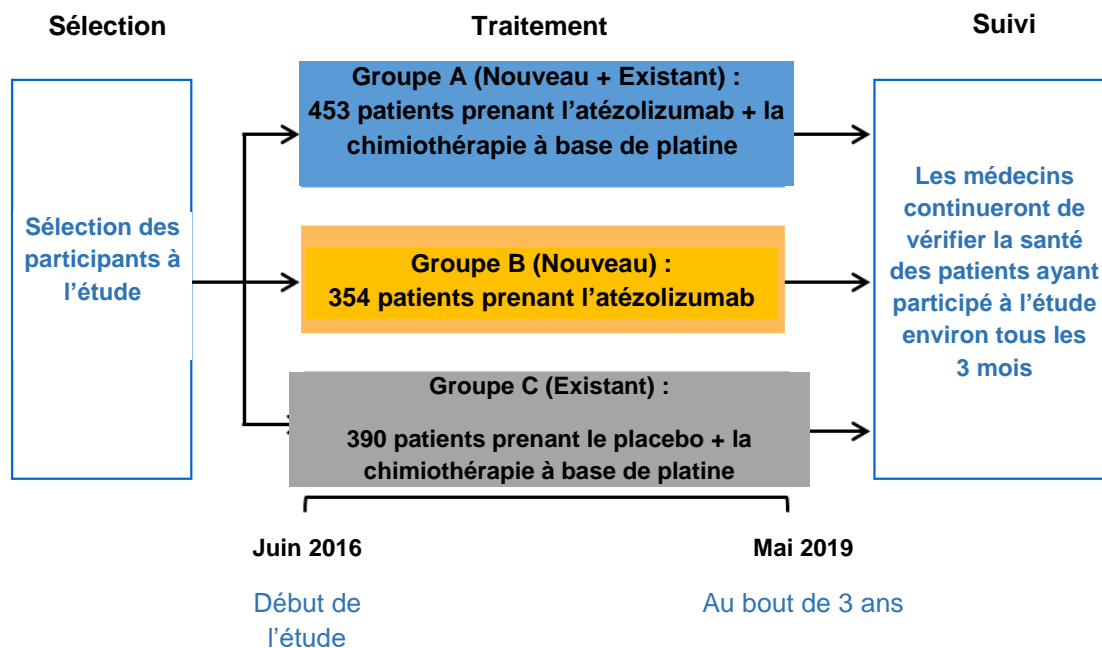 Sélection
Traitement
Suivi
Sélection des
participants à
l’étude
Groupe A (Nouveau + Existant) :
453 patients prenant l’atézolizumab + la
chimiothérapie à base de platine
Groupe B (Nouveau) :
354 patients prenant l’atézolizumab
Groupe C (Existant) :
390 patients prenant le placebo + la
chimiothérapie à base de platine
Les médecins
continueront de
vérifier la santé
des patients ayant
participé à l’étude
environ tous les
3 mois
Juin 2016
Mai 2019
Début de
l’étude
Au bout de 3 ans